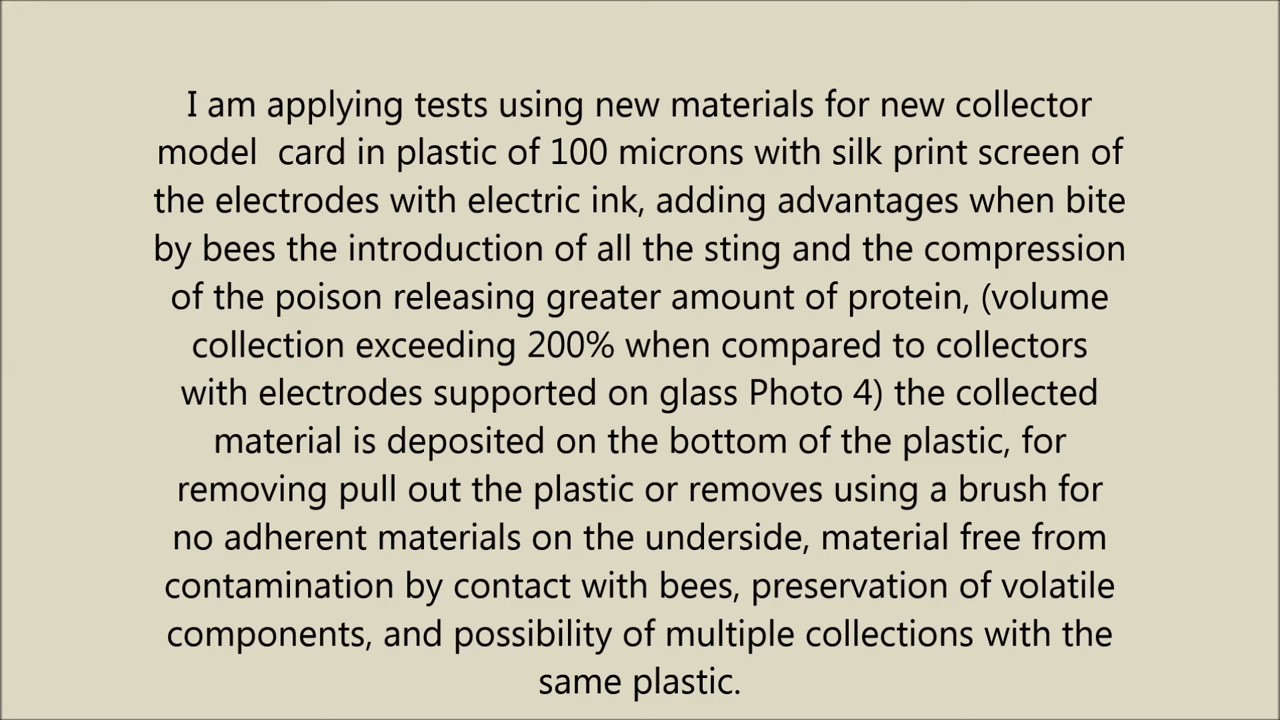 I am applying tests using new materials for new collector
model  card in plastic of 100 microns with silk print screen of
the electrodes with electric ink, adding advantages when bite
by bees the introduction of all the sting and the compression
of the poison releasing greater amount of protein, (volume
collection exceeding 200% when compared to collectors
with electrodes supported on glass Photo 4) the collected
material is deposited on the bottom of the plastic, for
removing pull out the plastic or removes using a brush for
no adherent materials on the underside, material free from
contamination by contact with bees, preservation of volatile
components, and possibility of multiple collections with the
same plastic.